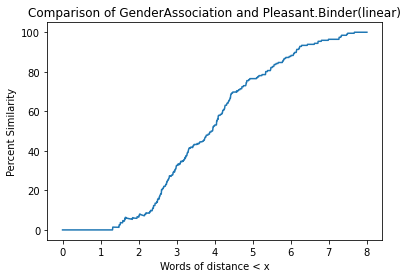 Comparison of GenderAssociation and Pleasant.Binder(linear)
100
80
60
40
20
0
Percent Similarity
0 1 2 3 4 5 6 7 8
Words of distance < x